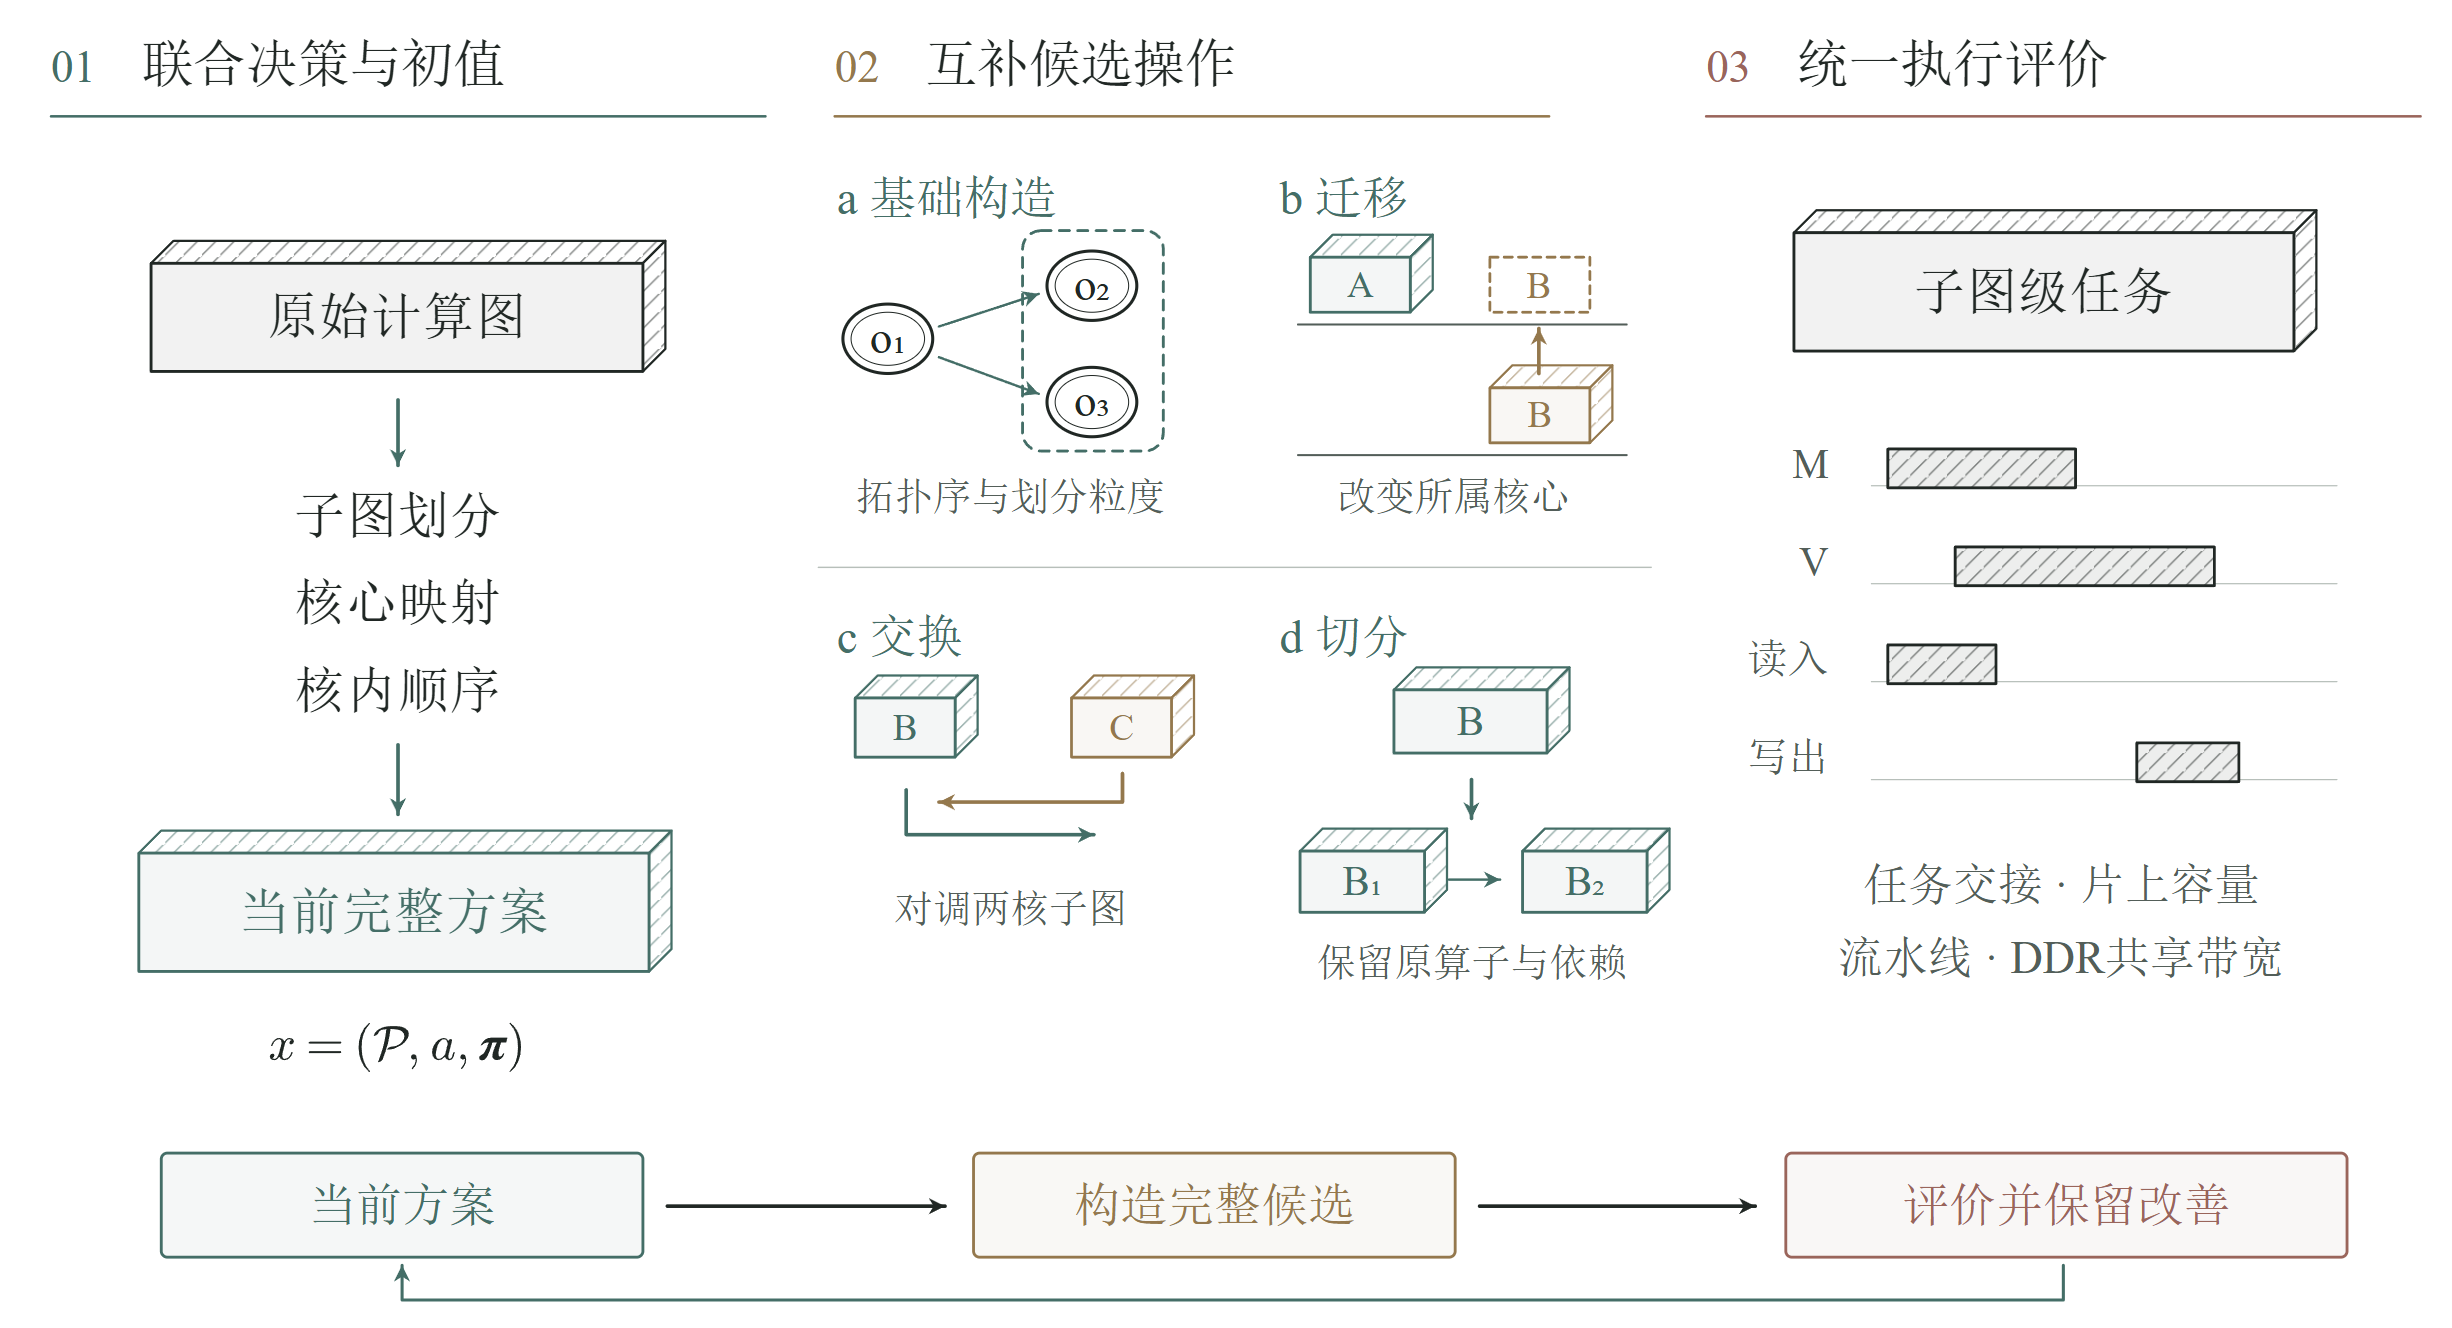 01 联合决策与初值
原始计算图
子图划分
核心映射
核内顺序
当前完整方案
x = (𝒫, a, π)
02 互补候选操作
a 基础构造
O₁
O₂
O₃
拓扑序与划分粒度
b 迁移
A
B
B
改变所属核心
c 交换
B
C
对调两核子图
d 切分
B
B₁
B₂
保留原算子与依赖
03 统一执行评价
子图级任务
M
V
读入
写出
任务交接 · 片上容量
流水线 · DDR共享带宽
当前方案
构造完整候选
评价并保留改善